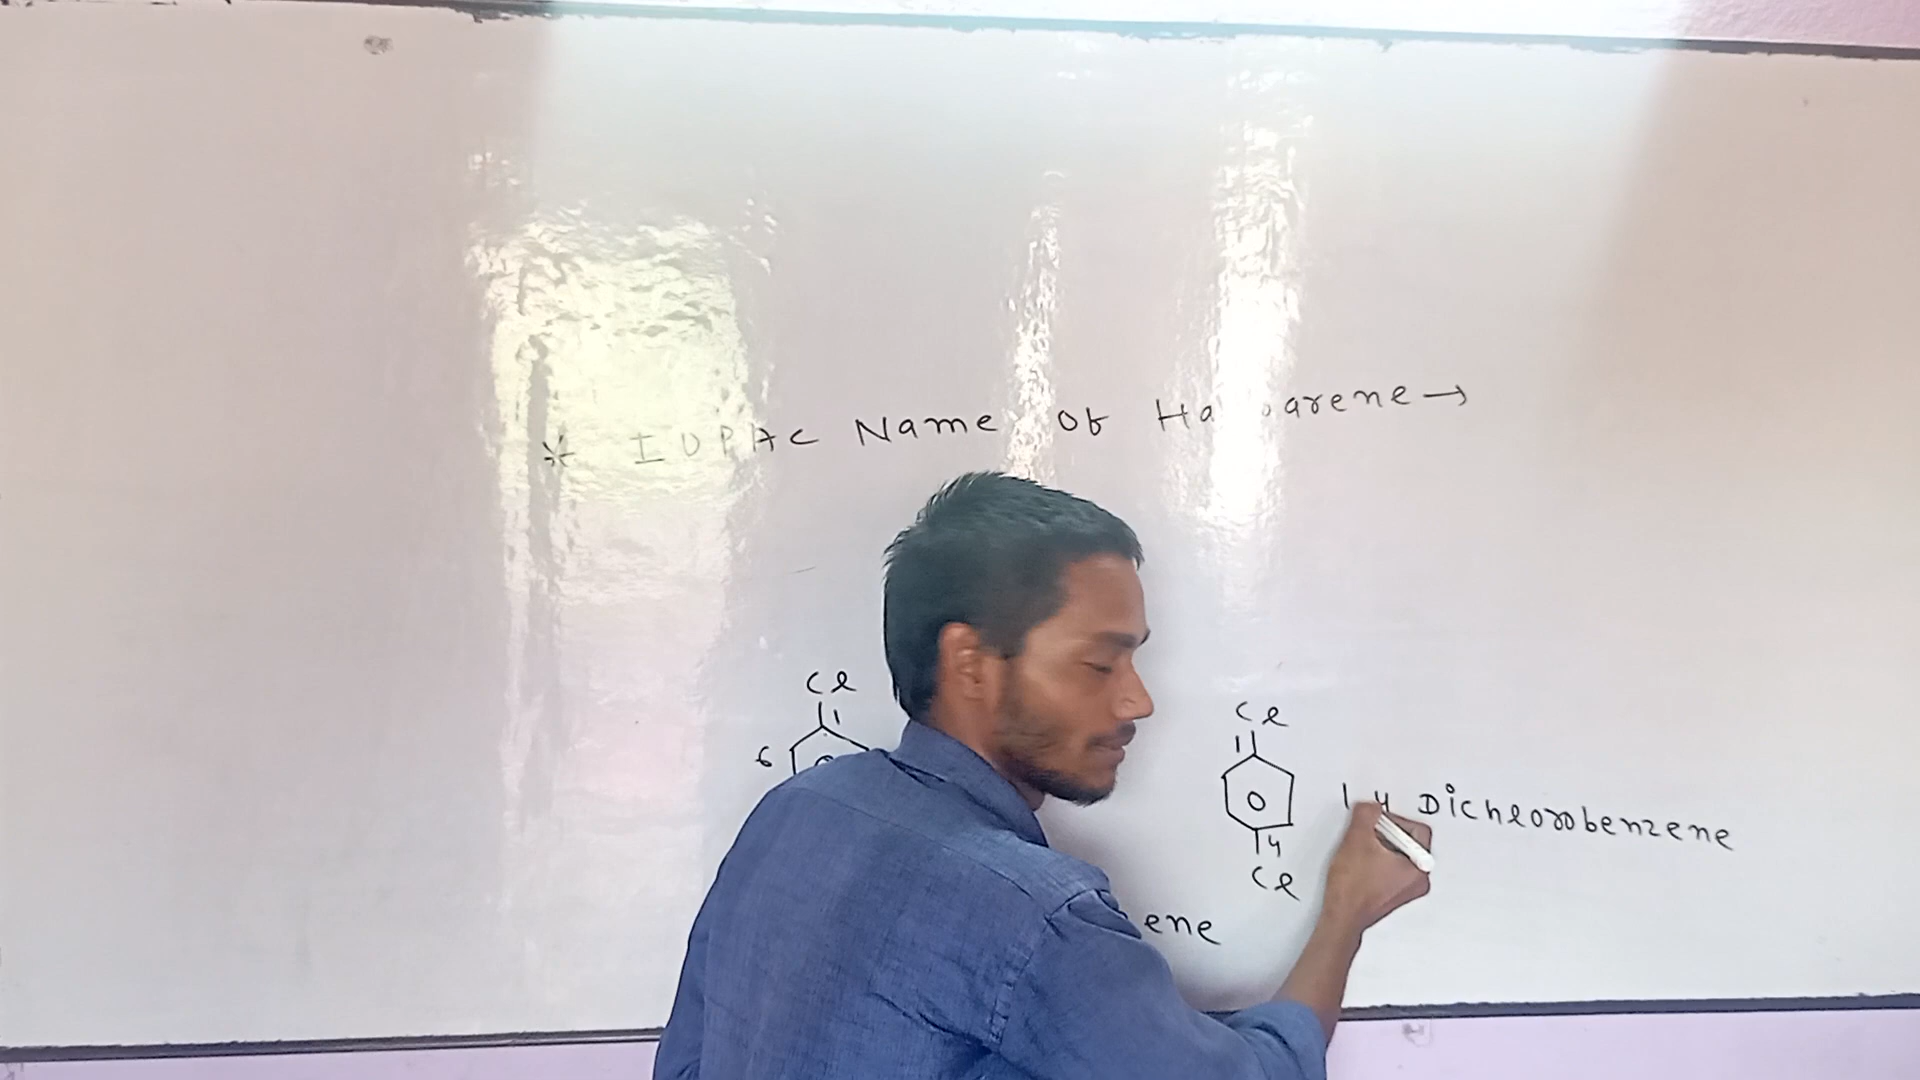 * IUPAC Name of Ha arene →
Cl
1
6
Cl
1
4
Cl
1 4 Dichlorobenzene
ene